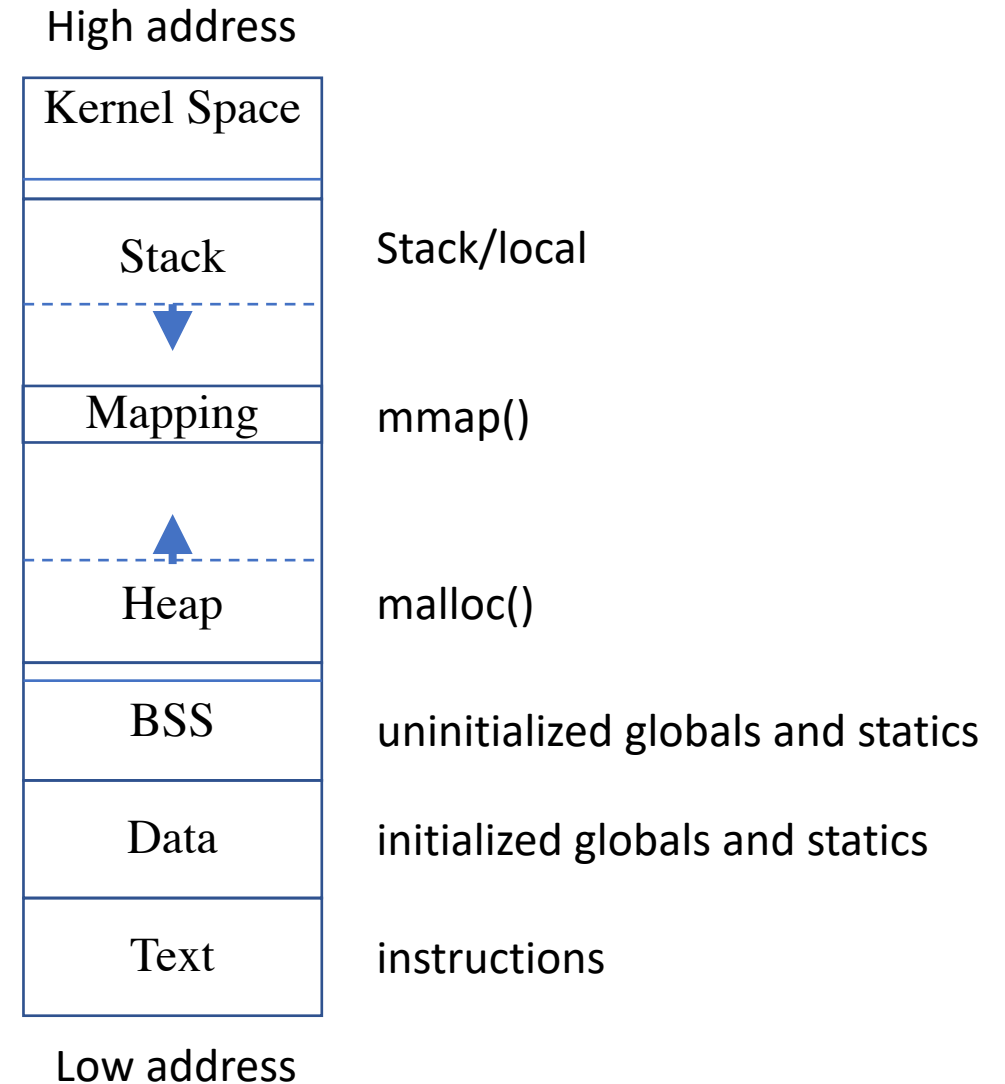 High address
Kernel Space
Stack
Stack/local
Mapping
mmap()
Heap
malloc()
BSS
uninitialized globals and statics
Data
initialized globals and statics
Text
instructions
Low address